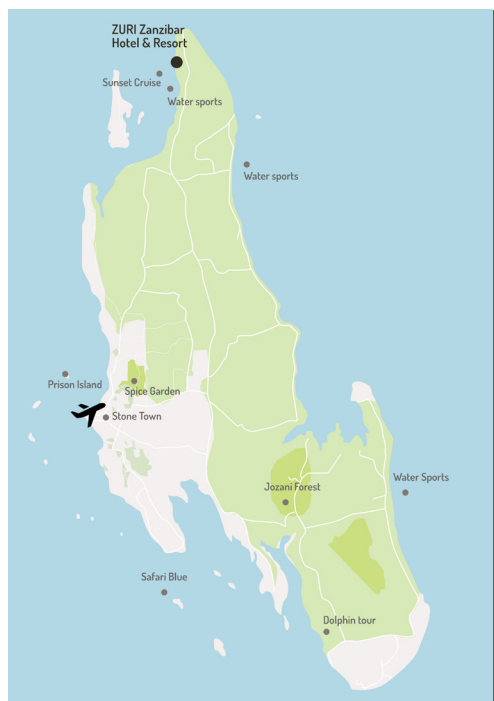 ZURI Zanzibar
Hotel & Resort
Sunset Cruise
Water sports
Water sports
Prison Island
Spice Garden
Stone Town
Jozani Forest
Water Sports
Safari Blue
Dolphin tour